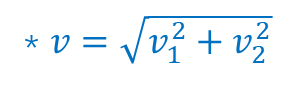 * v = √(v₁² + v₂²)